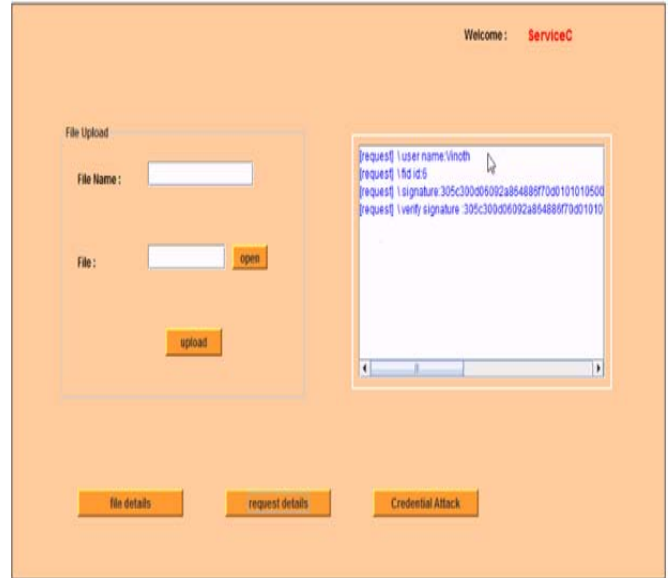 Welcome : ServiceC
File Upload
File Name :
File :
open
upload
[request] \ user name:Vinoth
[request] \ fid id:6
[request] \ signature:305c300d06092a864886f70d0101010500
[request] \ verify signature :305c300d06092a864886f70d01010
file details
request details
Credential Attack